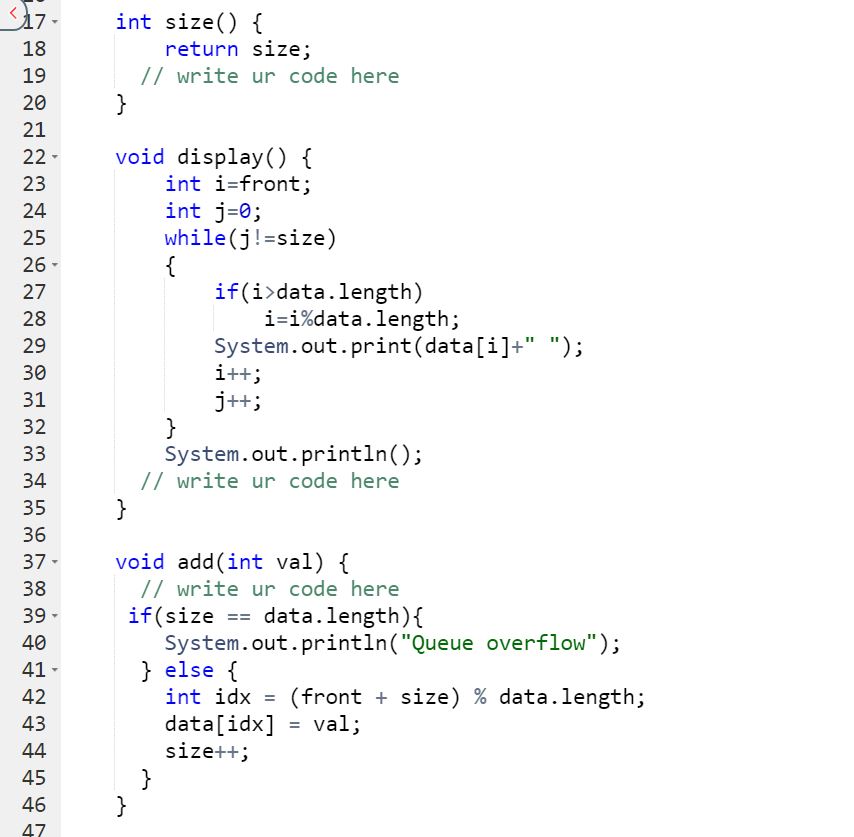 17 int size() {
18 return size;
19 // write ur code here
20 }
21
22 void display() {
23 int i=front;
24 int j=0;
25 while(j!=size)
26 {
27 if(i>data.length)
28 i=i%data.length;
29 System.out.print(data[i]+" ");
30 i++;
31 j++;
32 }
33 System.out.println();
34 // write ur code here
35 }
36
37 void add(int val) {
38 // write ur code here
39 if(size == data.length){
40 System.out.println("Queue overflow");
41 } else {
42 int idx = (front + size) % data.length;
43 data[idx] = val;
44 size++;
45 }
46 }
47